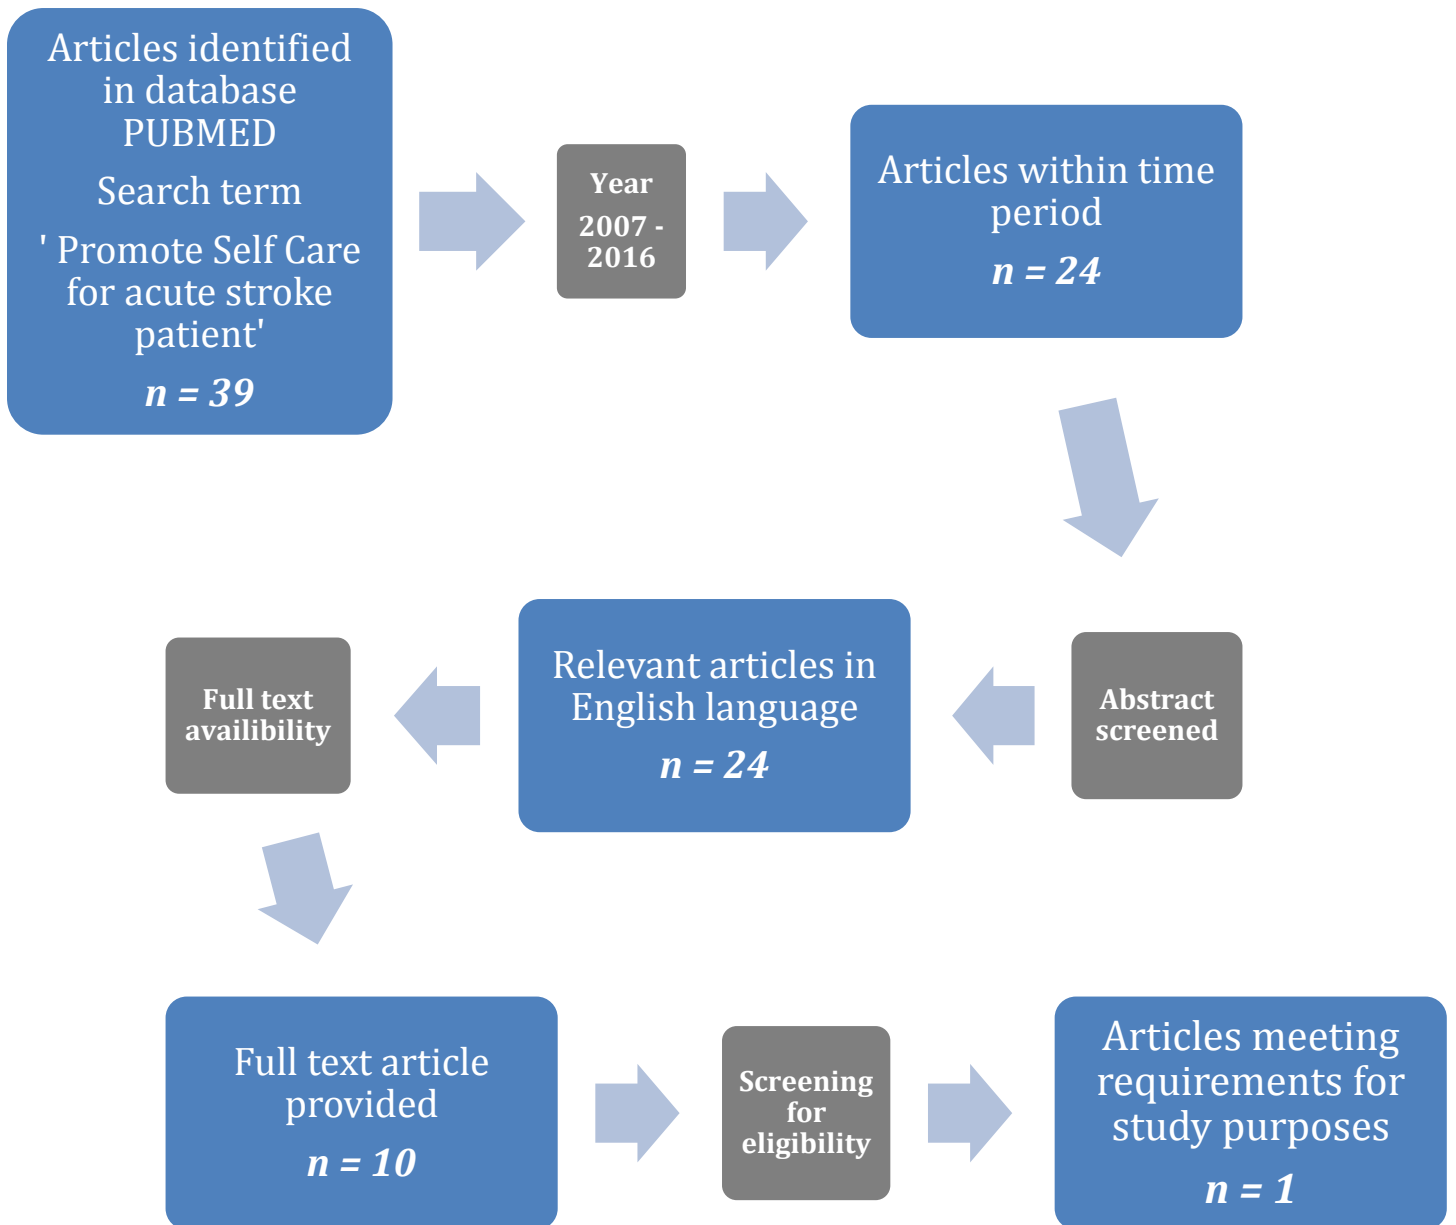 Articles identified
in database
PUBMED
Search term
' Promote Self Care
for acute stroke
patient'
n = 39
Year
2007 -
2016
Articles within time
period
n = 24
Abstract
screened
Relevant articles in
English language
n = 24
Full text
availibility
Full text article
provided
n = 10
Screening
for
eligibility
Articles meeting
requirements for
study purposes
n = 1